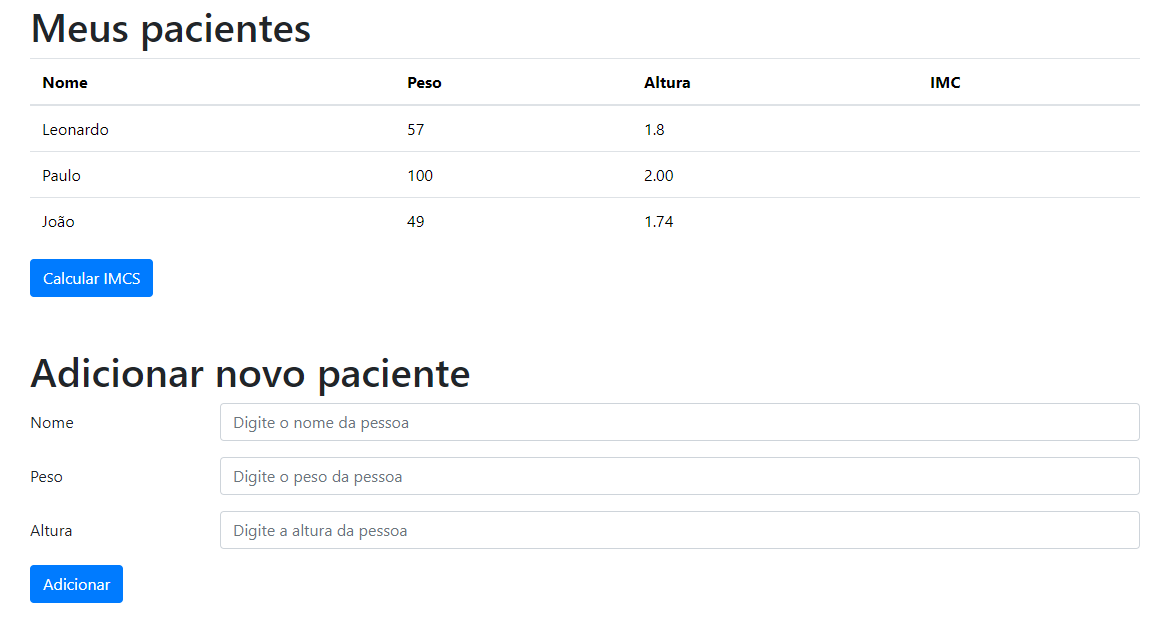 Meus pacientes
Nome Peso Altura IMC
Leonardo 57 1.8
Paulo 100 2.00
João 49 1.74
Calcular IMCS
Adicionar novo paciente
Nome Digite o nome da pessoa
Peso Digite o peso da pessoa
Altura Digite a altura da pessoa
Adicionar